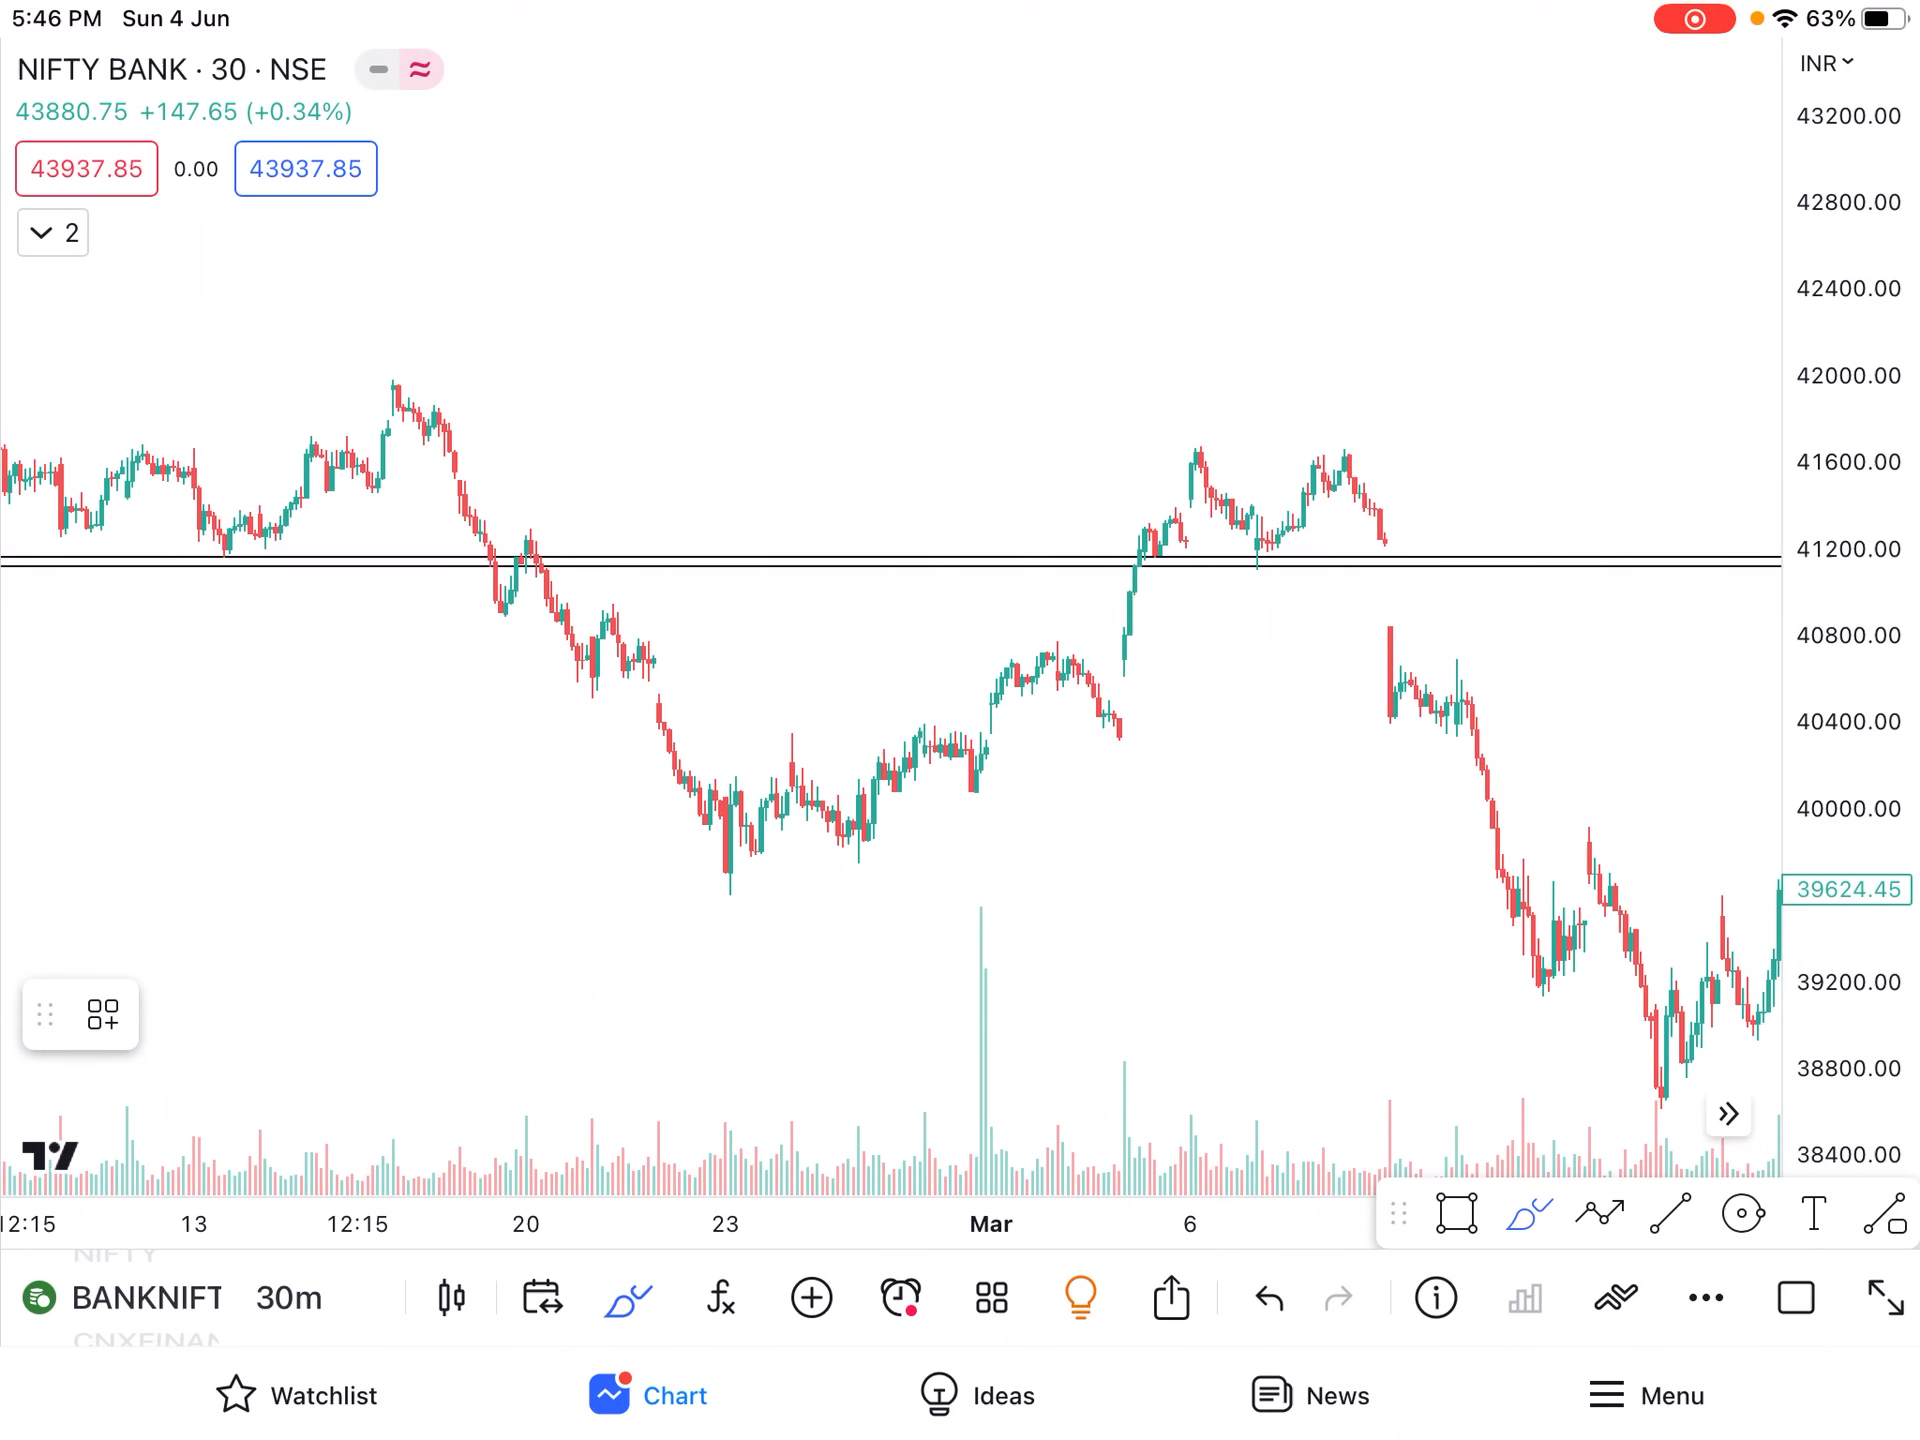 5:46 PM Sun 4 Jun
63%
NIFTY BANK · 30 · NSE
INR
43880.75 +147.65 (+0.34%)
43937.85 0.00 43937.85
2
43200.00
42800.00
42400.00
42000.00
41600.00
41200.00
40800.00
40400.00
40000.00
39624.45
39200.00
38800.00
38400.00
12:15 13 12:15 20 23 Mar 6
NIFTY
BANKNIFT 30m
CNXFINAN
Watchlist Chart Ideas News Menu